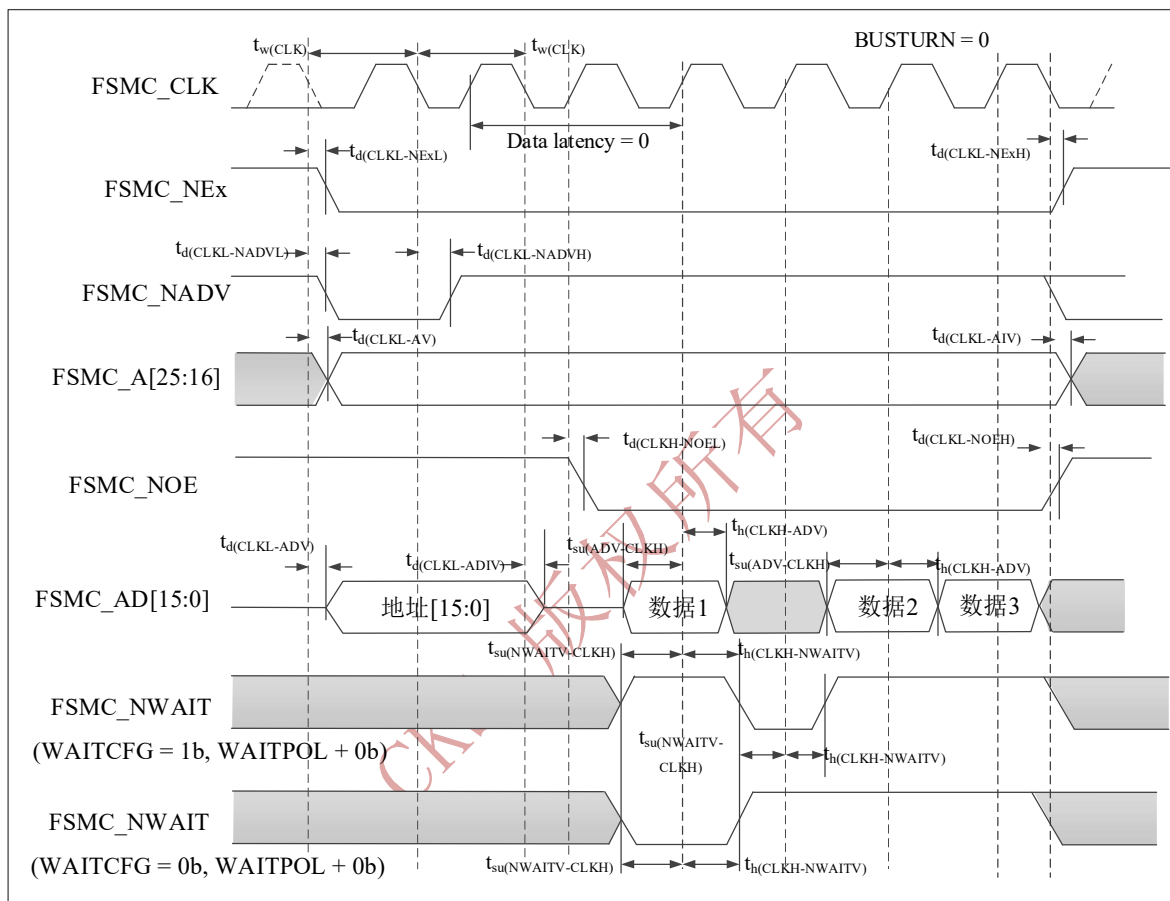 BUSTURN = 0
tw(CLK)
tw(CLK)
FSMC_CLK
Data latency = 0
td(CLKL-NExL)
td(CLKL-NExH)
FSMC_NEx
td(CLKL-NADVL)
td(CLKL-NADVH)
FSMC_NADV
td(CLKL-AV)
td(CLKL-AIV)
FSMC_A[25:16]
td(CLKH-NOEL)
td(CLKL-NOEH)
FSMC_NOE
td(CLKL-ADV)
td(CLKL-ADIV)
tsu(ADV-CLKH)
th(CLKH-ADV)
tsu(ADV-CLKH)
th(CLKH-ADV)
FSMC_AD[15:0]
地址[15:0]
数据1
数据2
数据3
tsu(NWAITV-CLKH)
th(CLKH-NWAITV)
FSMC_NWAIT
(WAITCFG = 1b, WAITPOL + 0b)
tsu(NWAITV-
CLKH)
th(CLKH-NWAITV)
FSMC_NWAIT
(WAITCFG = 0b, WAITPOL + 0b)
tsu(NWAITV-CLKH)
th(CLKH-NWAITV)
版权所有